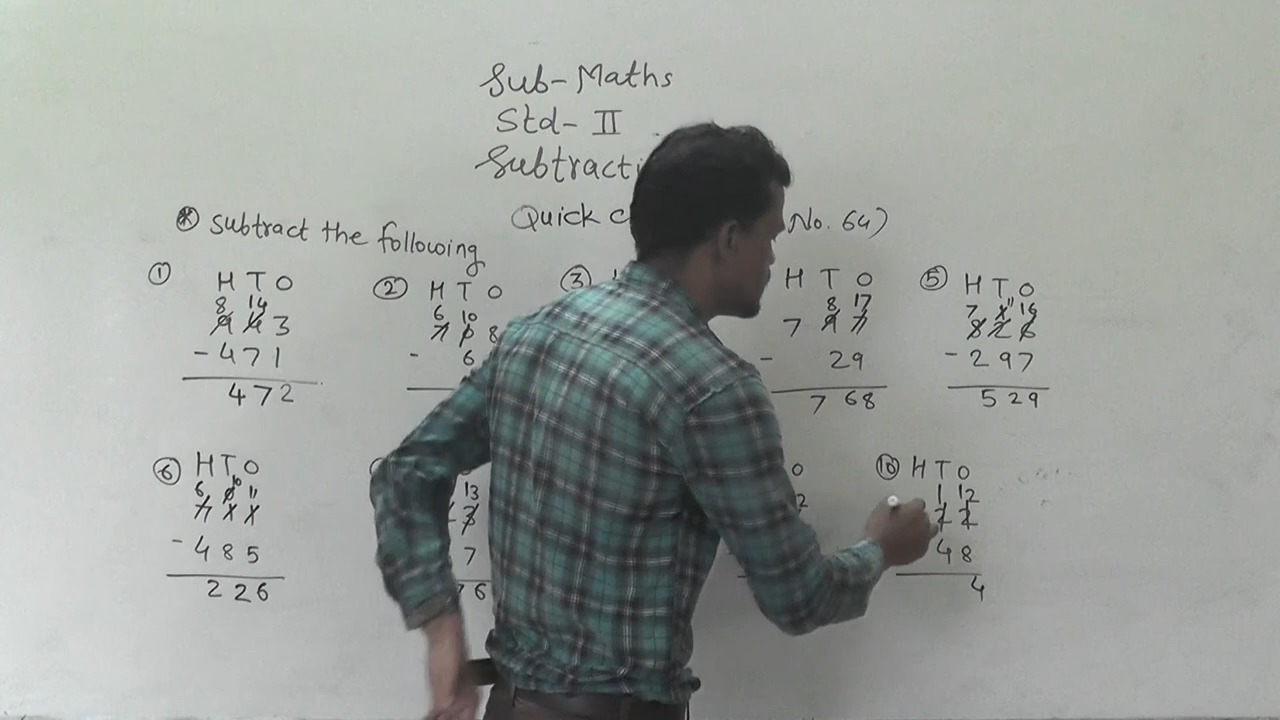 Sub- Maths
Std- II
Subtracti
Quick c No. 64)
* Subtract the following
① H T O
8 14
9 4 3
- 4 7 1
4 7 2
② H T O
6 10
7 0 8
- 6
③
H T O
8 17
7 9 7
- 2 9
7 6 8
⑤ H T O
7 11 16
8 2 6
- 2 9 7
5 2 9
⑥ H T O
6 10 11
7 1 1
- 4 8 5
2 2 6
13
3
7
7 6
O
2
⑩ H T O
1 12
2 2
4 8
4